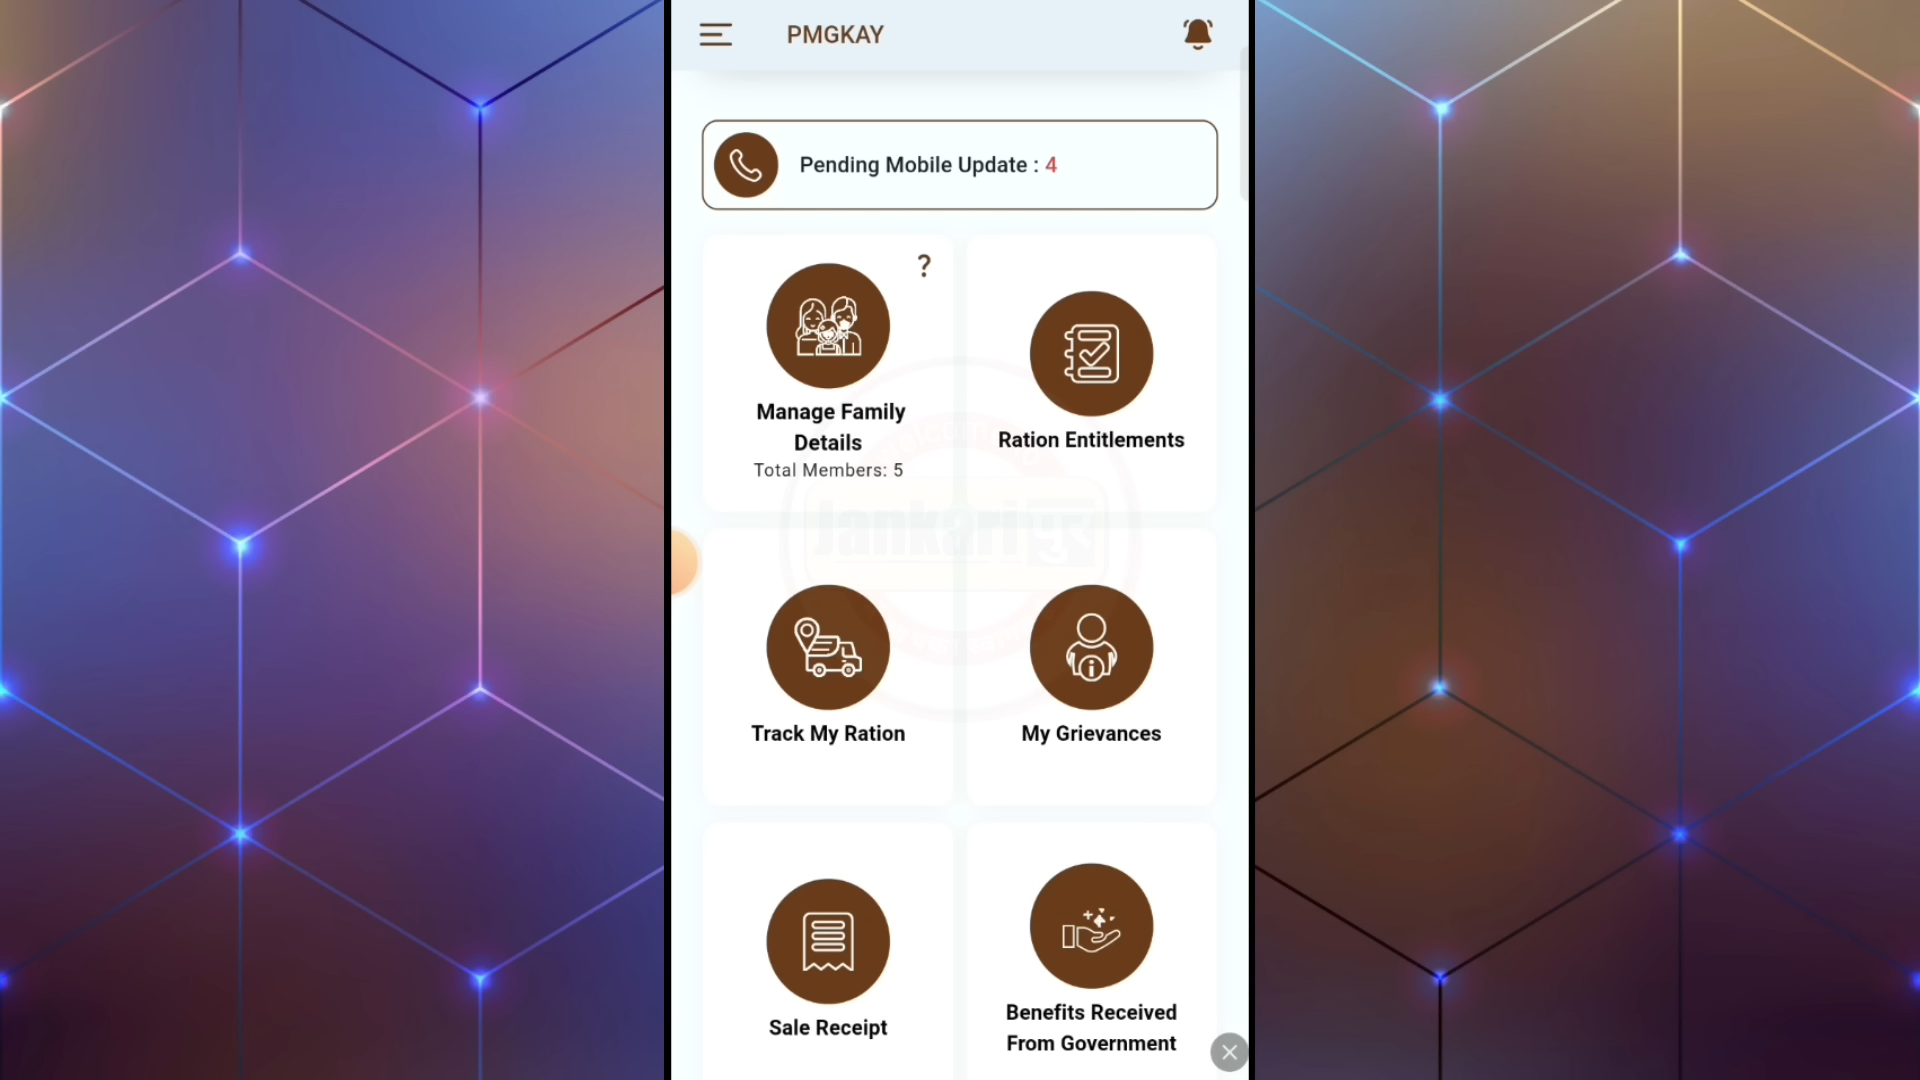 PMGKAY
Pending Mobile Update : 4
?
Manage Family
Details
Total Members: 5
Ration Entitlements
Jankari पुर
Track My Ration
My Grievances
Sale Receipt
Benefits Received
From Government